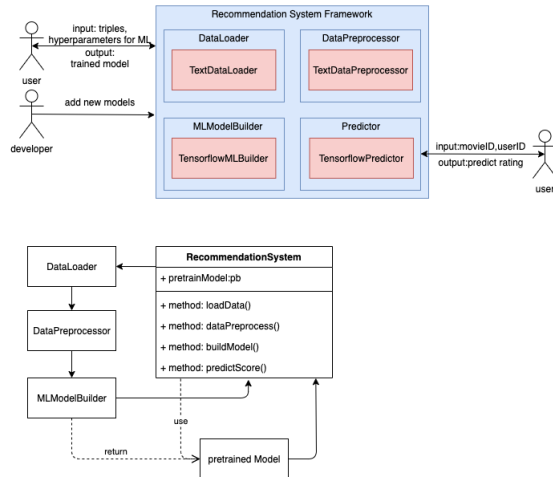 Recommendation System Framework
input: triples,
hyperparameters for ML
output:
trained model
user
DataLoader
TextDataLoader
DataPreprocessor
TextDataPreprocessor
add new models
developer
MLModelBuilder
TensorflowMLBuilder
Predictor
TensorflowPredictor
input:movieID,userID
output:predict rating
user
DataLoader
DataPreprocessor
MLModelBuilder
RecommendationSystem
+ pretrainModel:pb
+ method: loadData()
+ method: dataPreprocess()
+ method: buildModel()
+ method: predictScore()
use
return
pretrained Model